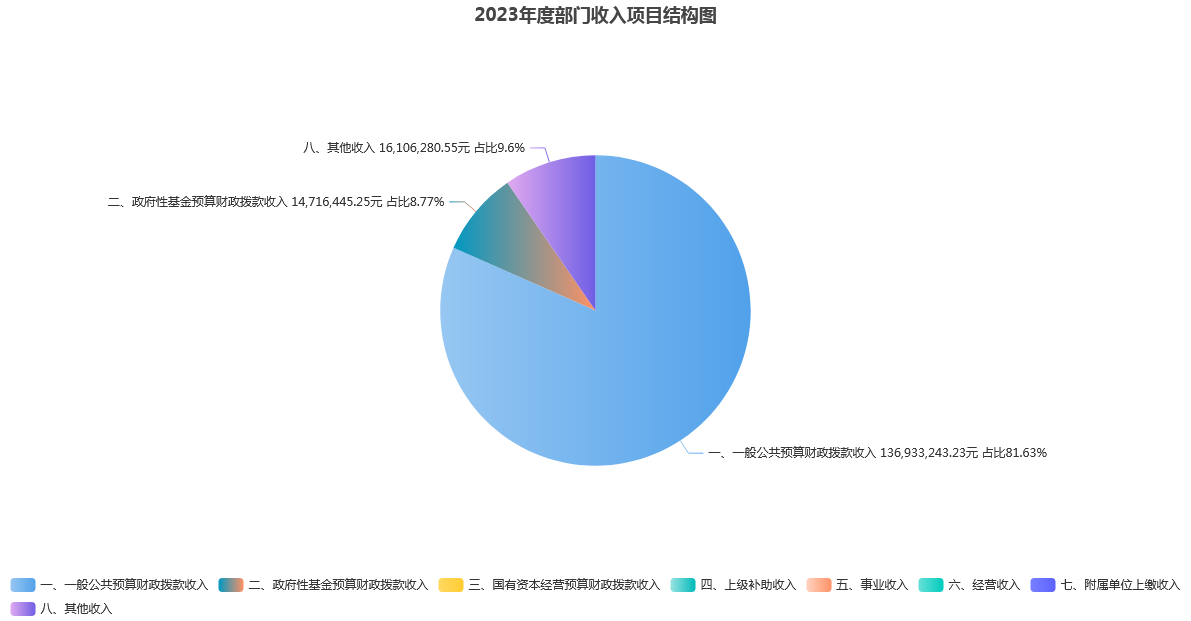 2023年度部门收入项目结构图
八、其他收入 16,106,280.55元 占比9.6%
二、政府性基金预算财政拨款收入 14,716,445.25元 占比8.77%
一、一般公共预算财政拨款收入 136,933,243.23元 占比81.63%
一、一般公共预算财政拨款收入 二、政府性基金预算财政拨款收入 三、国有资本经营预算财政拨款收入 四、上级补助收入 五、事业收入 六、经营收入 七、附属单位上缴收入
八、其他收入